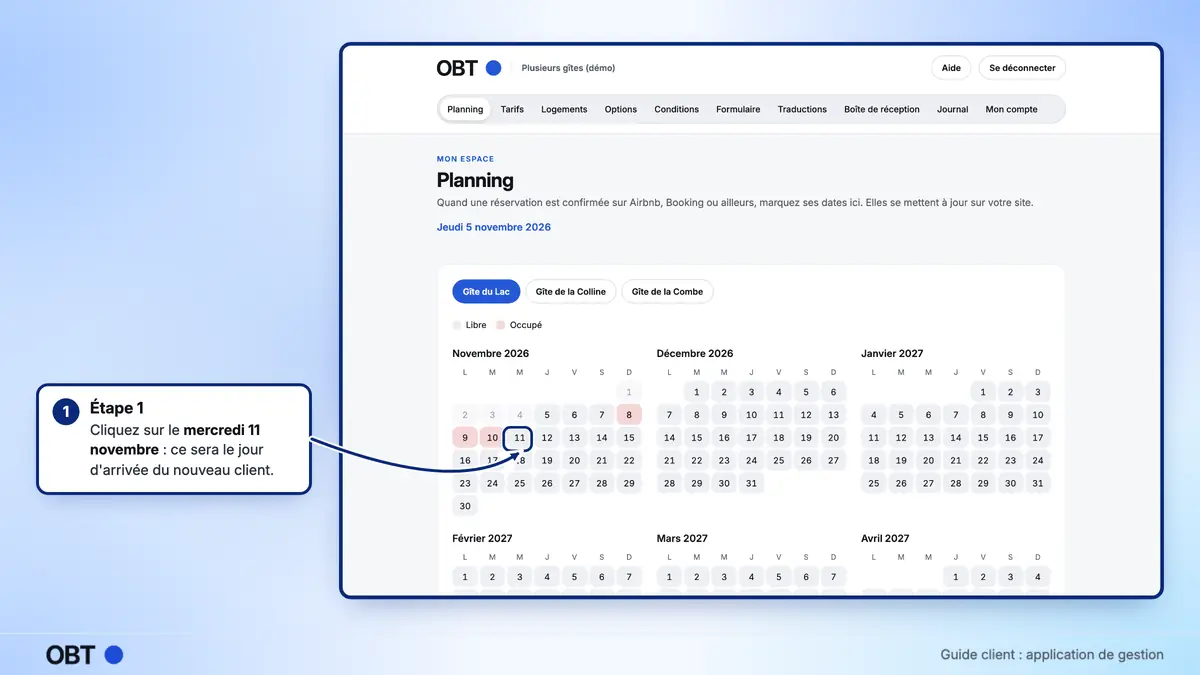 OBT
Plusieurs gîtes (démo)
Aide
Se déconnecter
Planning Tarifs Logements Options Conditions Formulaire Traductions Boîte de réception Journal Mon compte
MON ESPACE
Planning
Quand une réservation est confirmée sur Airbnb, Booking ou ailleurs, marquez ses dates ici. Elles se mettent à jour sur votre site.
Jeudi 5 novembre 2026
Gîte du Lac Gîte de la Colline Gîte de la Combe
Libre Occupé
Novembre 2026
L M M J V S D
1
2 3 4 5 6 7 8
9 10 11 12 13 14 15
16 17 18 19 20 21 22
23 24 25 26 27 28 29
30
Décembre 2026
L M M J V S D
1 2 3 4 5 6
7 8 9 10 11 12 13
14 15 16 17 18 19 20
21 22 23 24 25 26 27
28 29 30 31
Janvier 2027
L M M J V S D
1 2 3
4 5 6 7 8 9 10
11 12 13 14 15 16 17
18 19 20 21 22 23 24
25 26 27 28 29 30 31
Février 2027
L M M J V S D
1 2 3 4 5 6 7
Mars 2027
L M M J V S D
1 2 3 4 5 6 7
Avril 2027
L M M J V S D
1 2 3 4
1
Étape 1
Cliquez sur le mercredi 11
novembre : ce sera le jour
d'arrivée du nouveau client.
OBT
Guide client : application de gestion